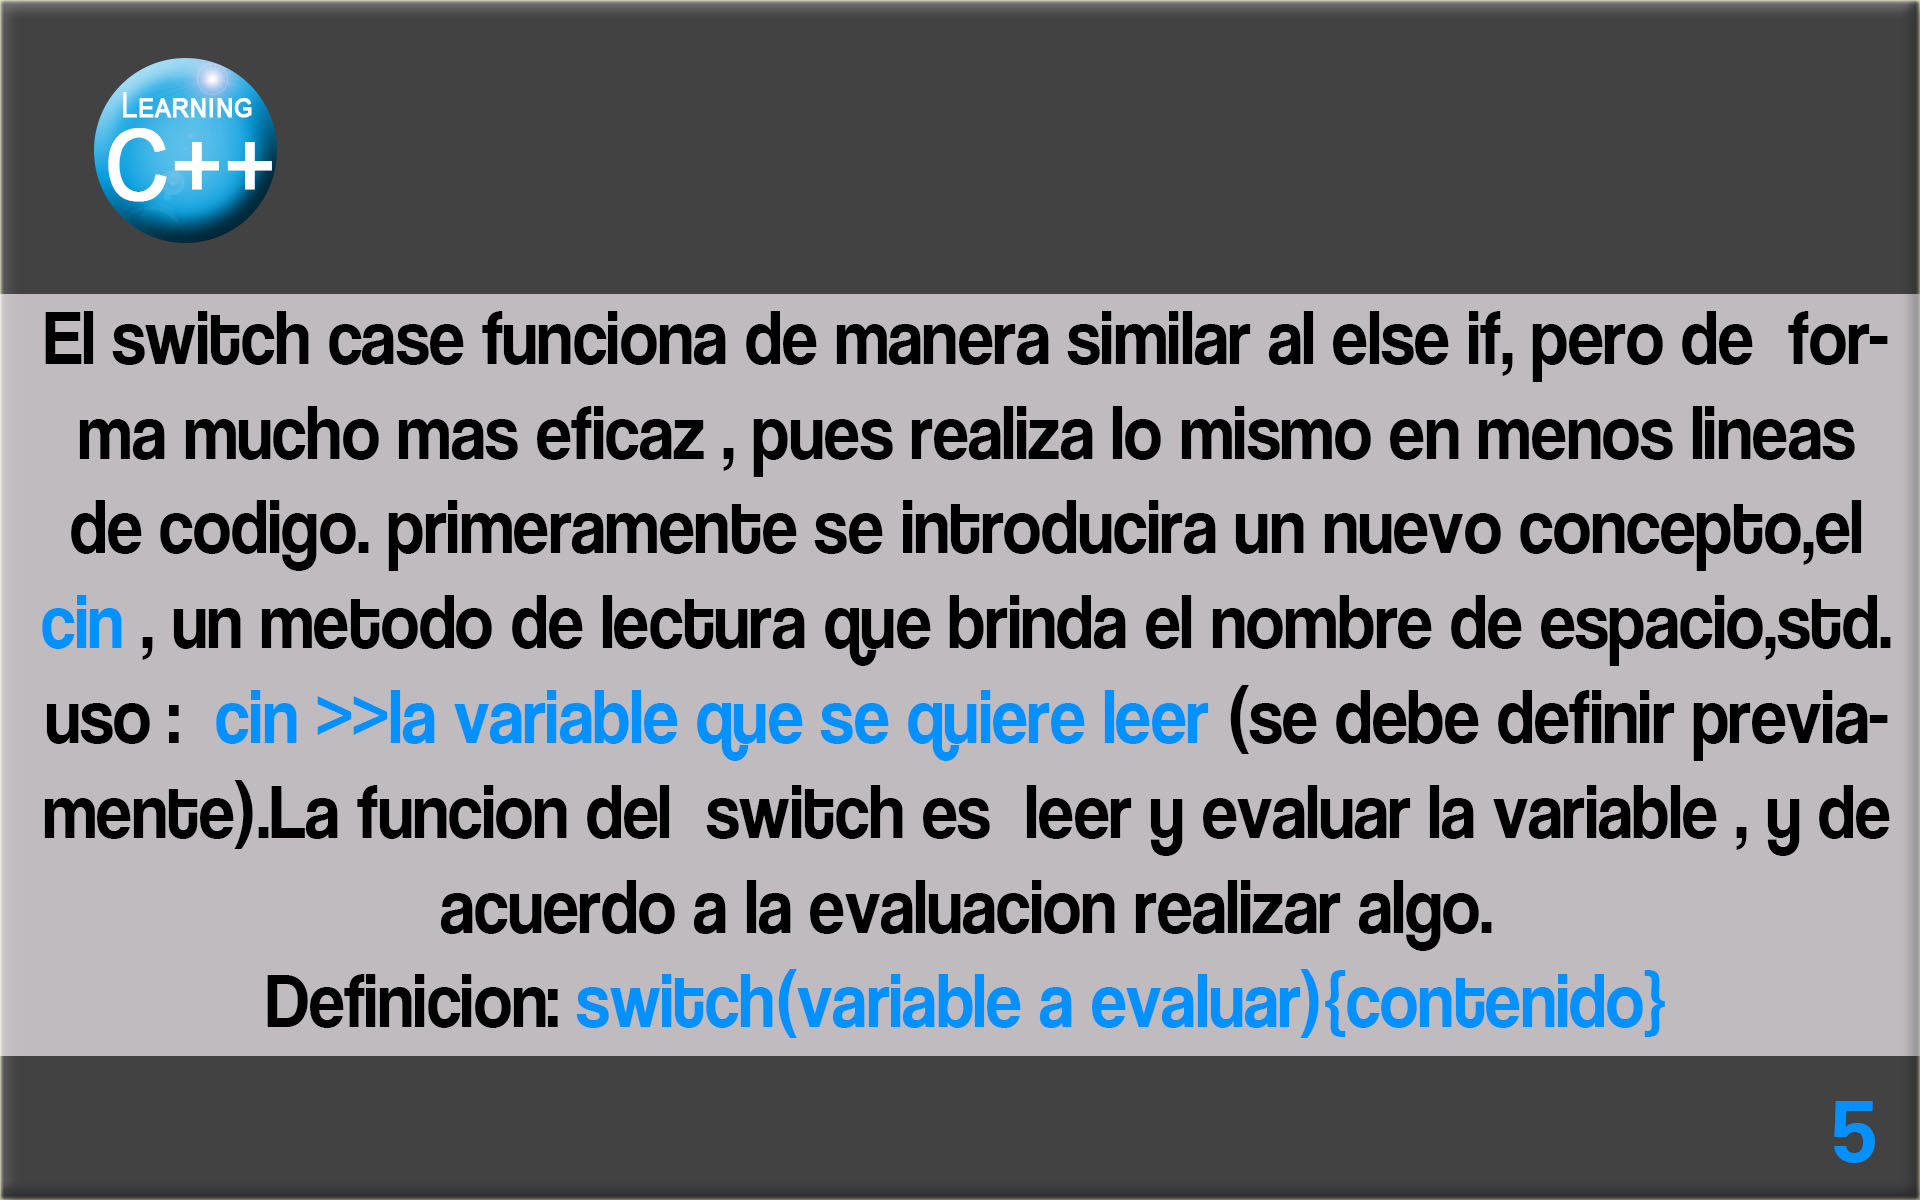 LEARNING
C++
El switch case funciona de manera similar al else if, pero de for-
ma mucho mas eficaz , pues realiza lo mismo en menos lineas
de codigo. primeramente se introducira un nuevo concepto,el
cin , un metodo de lectura que brinda el nombre de espacio,std.
uso : cin >>la variable que se quiere leer (se debe definir previa-
mente).La funcion del switch es leer y evaluar la variable , y de
acuerdo a la evaluacion realizar algo.
Definicion: switch(variable a evaluar){contenido}
5